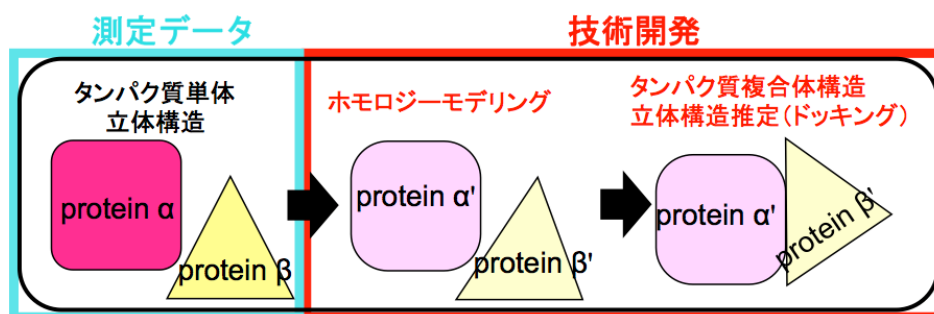 測定データ
技術開発
タンパク質単体
立体構造
protein α
protein β
ホモロジーモデリング
protein α'
protein β'
タンパク質複合体構造
立体構造推定(ドッキング)
protein α'
protein β'